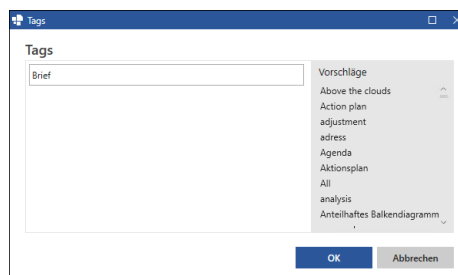 Tags
Tags
Brief
Vorschläge
Above the clouds
Action plan
adjustment
adress
Agenda
Aktionsplan
All
analysis
Anteilhaftes Balkendiagramm
OK
Abbrechen